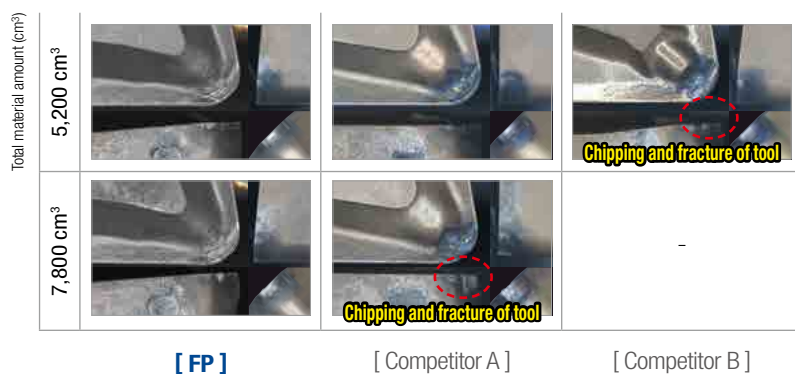 Total material amount (cm³)
5,200 cm³
Chipping and fracture of tool
7,800 cm³
Chipping and fracture of tool
–
[ FP ]
[ Competitor A ]
[ Competitor B ]